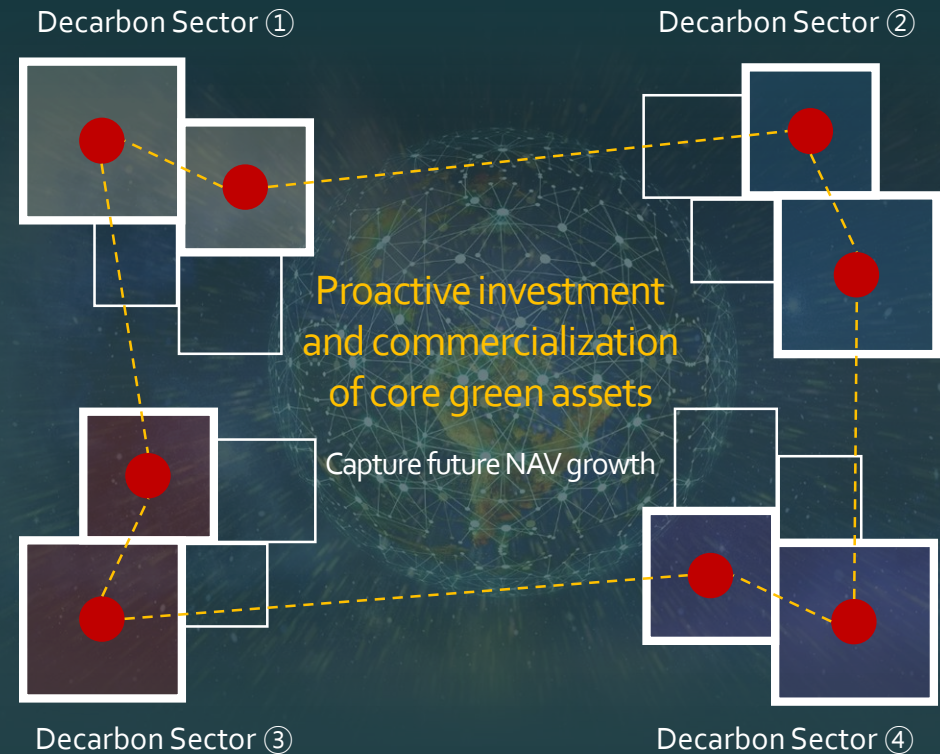 Decarbon Sector ①
Decarbon Sector ②
Proactive investment
and commercialization
of core green assets
Capture future NAV growth
Decarbon Sector ③
Decarbon Sector ④